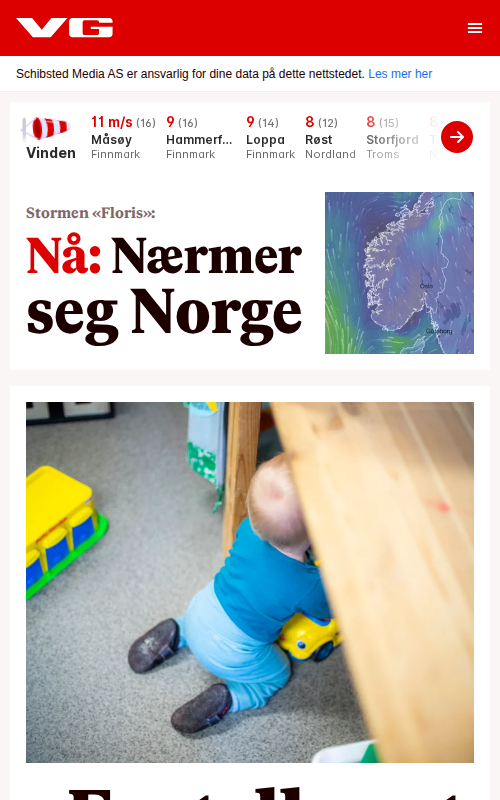 VG
Schibsted Media AS er ansvarlig for dine data på dette nettstedet. Les mer her
Vinden
11 m/s (16)
Måsøy
Finnmark
9 (16)
Hammerf...
Finnmark
9 (14)
Loppa
Finnmark
8 (12)
Røst
Nordland
8 (15)
Storfjord
Troms
Stormen «Floris»:
Nå: Nærmer
seg Norge
Oslo
Göteborg